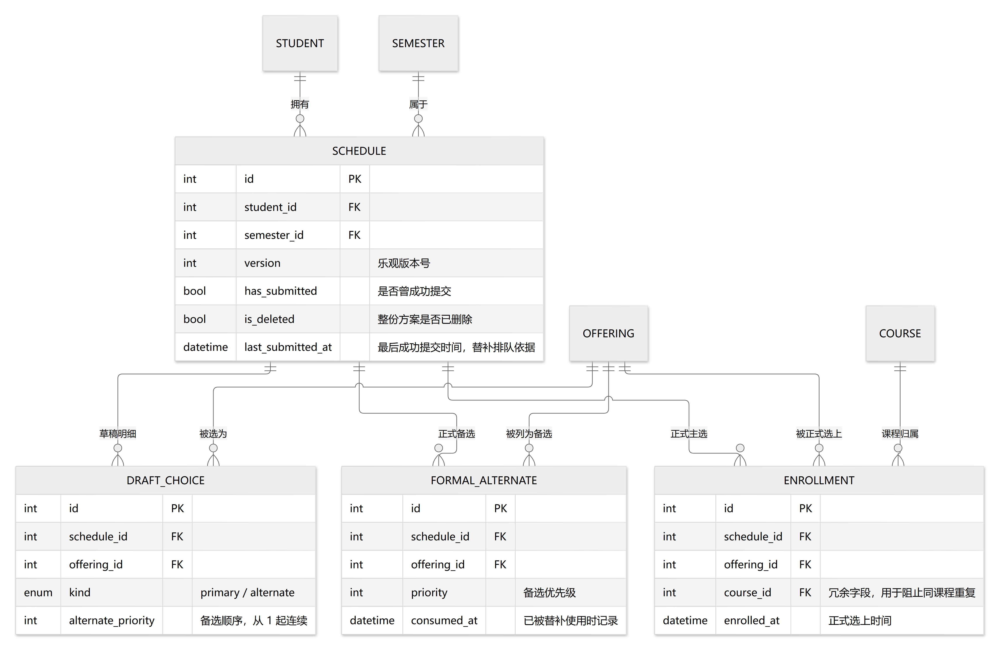 STUDENT
SEMESTER
拥有
属于
SCHEDULE
int id PK
int student_id FK
int semester_id FK
int version 乐观版本号
bool has_submitted 是否曾成功提交
bool is_deleted 整份方案是否已删除
datetime last_submitted_at 最后成功提交时间，替补排队依据
OFFERING
COURSE
草稿明细
被选为
正式备选
被列为备选
正式主选
被正式选上
课程归属
DRAFT_CHOICE
int id PK
int schedule_id FK
int offering_id FK
enum kind primary / alternate
int alternate_priority 备选顺序，从 1 起连续
FORMAL_ALTERNATE
int id PK
int schedule_id FK
int offering_id FK
int priority 备选优先级
datetime consumed_at 已被替补使用时记录
ENROLLMENT
int id PK
int schedule_id FK
int offering_id FK
int course_id FK 冗余字段，用于阻止同课程重复
datetime enrolled_at 正式选上时间